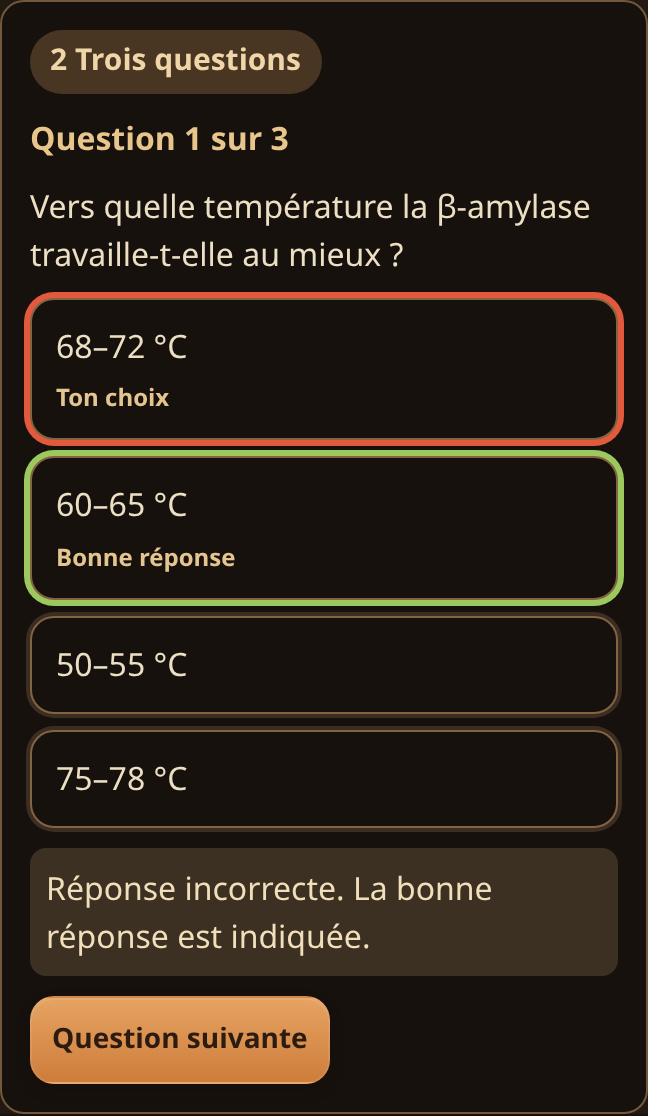 2 Trois questions
Question 1 sur 3
Vers quelle température la β-amylase
travaille-t-elle au mieux ?
68–72 °C
Ton choix
60–65 °C
Bonne réponse
50–55 °C
75–78 °C
Réponse incorrecte. La bonne
réponse est indiquée.
Question suivante